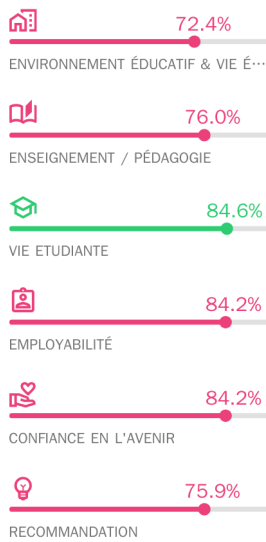 72.4%
ENVIRONNEMENT ÉDUCATIF & VIE É…
76.0%
ENSEIGNEMENT / PÉDAGOGIE
84.6%
VIE ETUDIANTE
84.2%
EMPLOYABILITÉ
84.2%
CONFIANCE EN L'AVENIR
75.9%
RECOMMANDATION